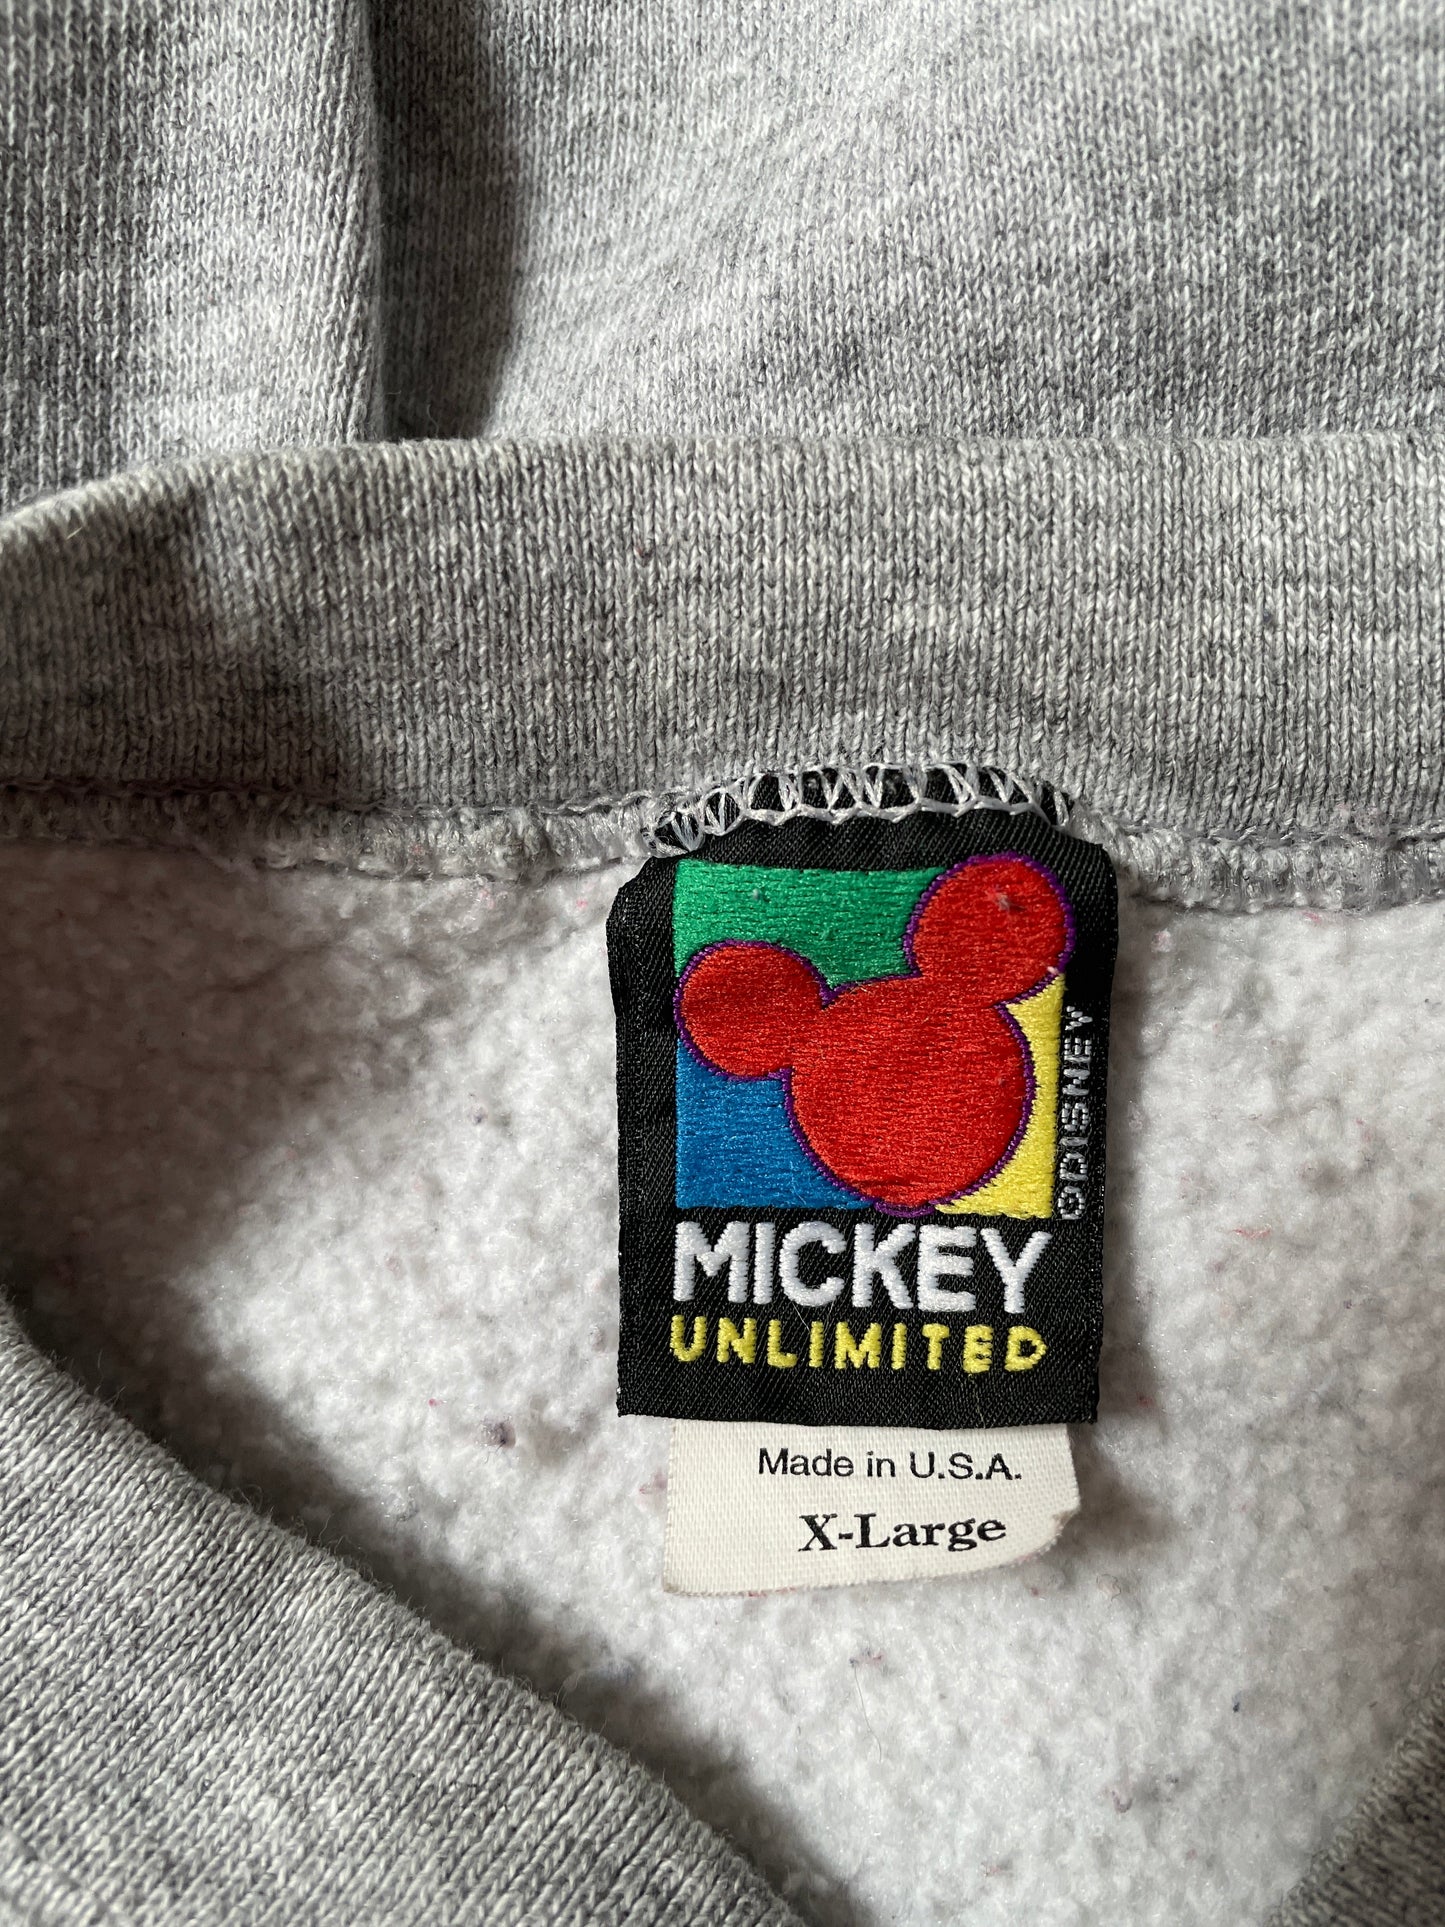 ©DISNEY
MICKEY
UNLIMITED
Made in U.S.A.
X-Large